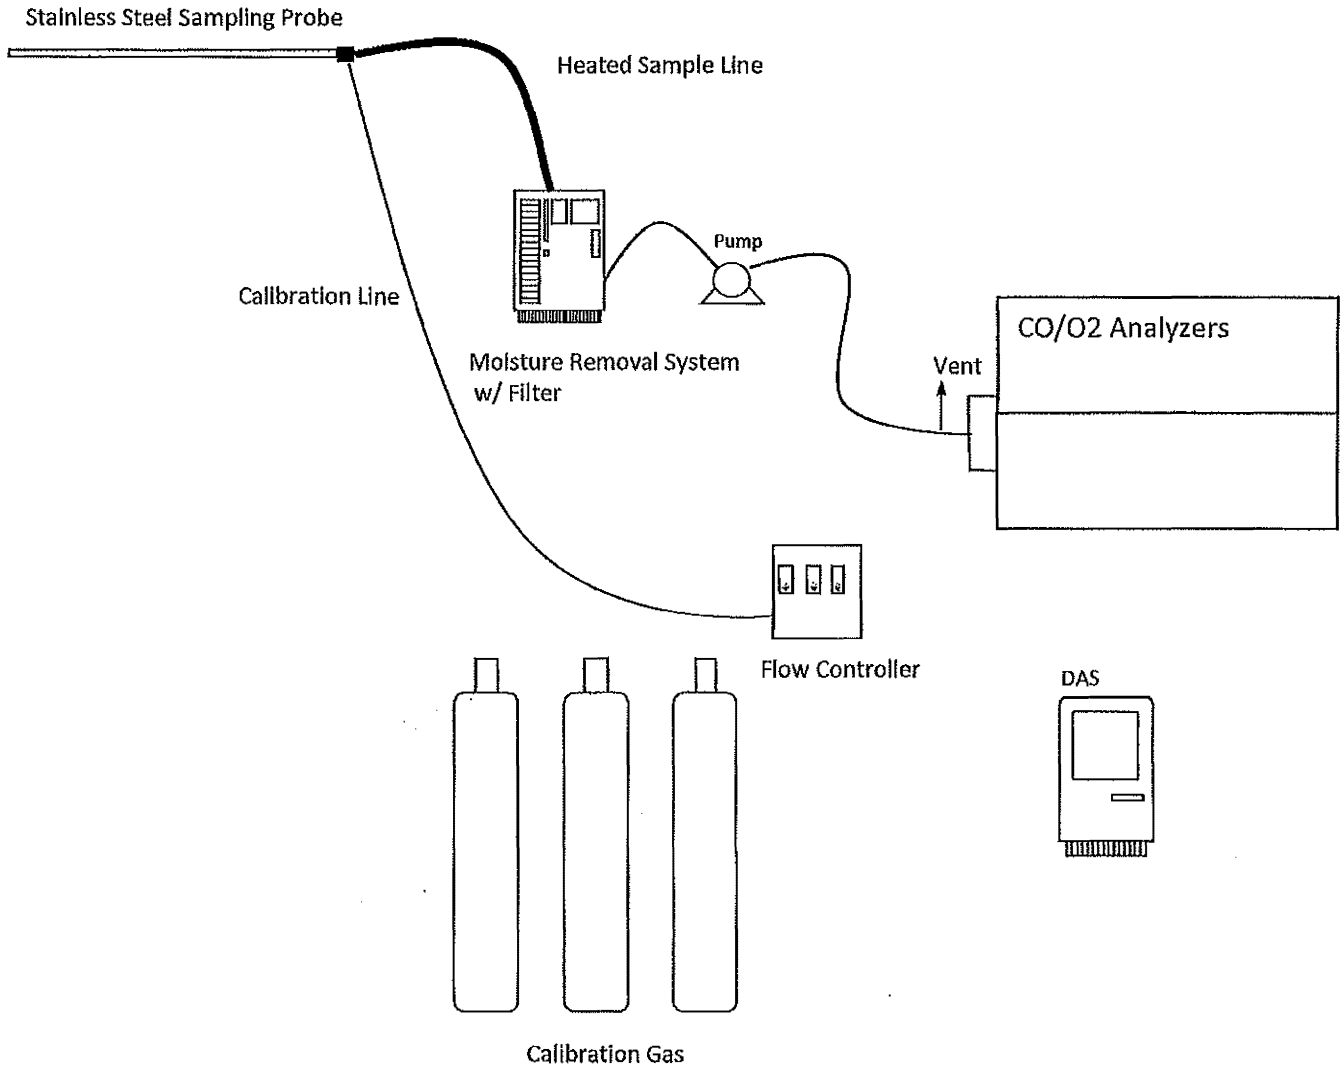 Stainless Steel Sampling Probe
Heated Sample Line
Pump
Calibration Line
CO/O2 Analyzers
Moisture Removal System
w/ Filter
Vent
Flow Controller
DAS
Calibration Gas